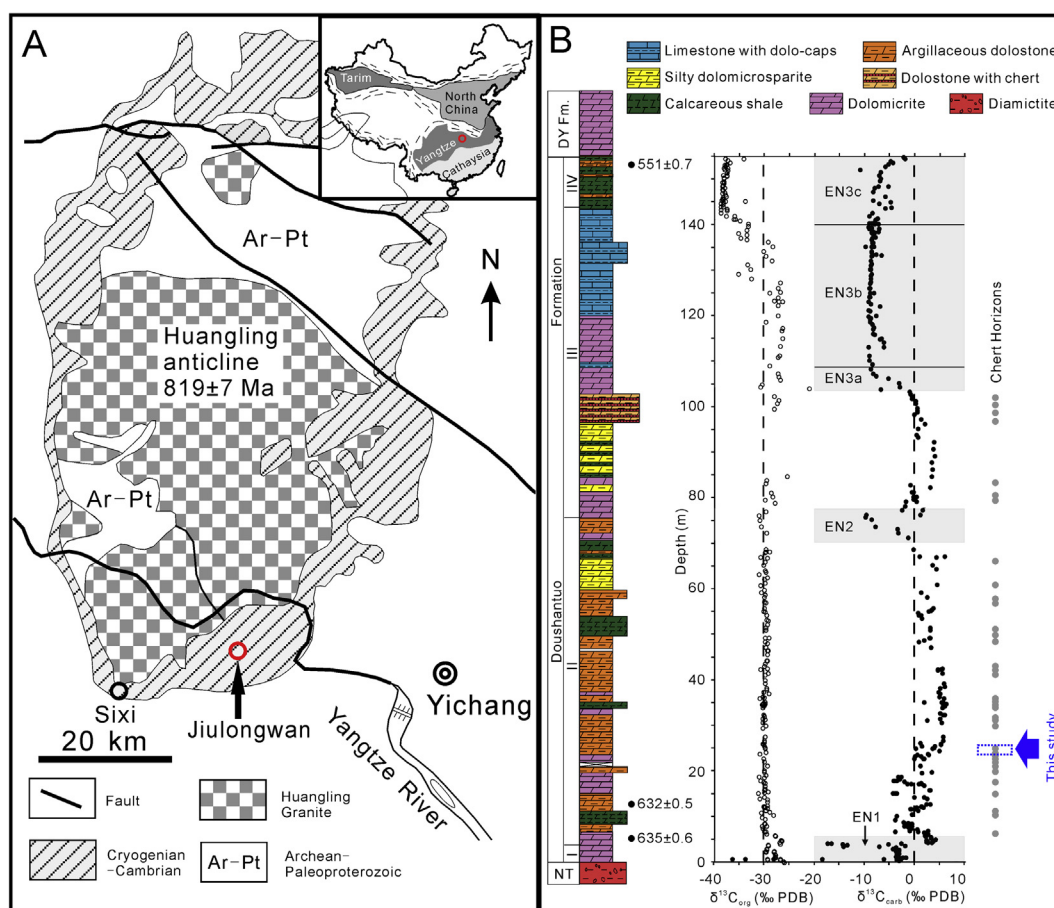 A
Tarim
North
China
Yangtze
Cathaysia
Ar-Pt
N
Huangling
anticline
819±7 Ma
Ar-Pt
Sixi
Jiulongwan
Yichang
Yangtze River
20 km
Fault
Huangling
Granite
Cryogenian
-Cambrian
Ar-Pt
Archean-
Paleoproterozoic
B
Limestone with dolo-caps
Argillaceous dolostone
Silty dolomicrosparite
Dolostone with chert
Calcareous shale
Dolomicrite
Diamictite
DY Fm.
IV
Formation
III
Doushantuo
II
I
NT
551±0.7
632±0.5
635±0.6
Depth (m)
140
120
100
80
60
40
20
0
EN3c
EN3b
EN3a
EN2
EN1
Chert Horizons
This study
-40 -30 -20 -10 0 10
δ¹³Corg (‰ PDB)
δ¹³Ccarb (‰ PDB)